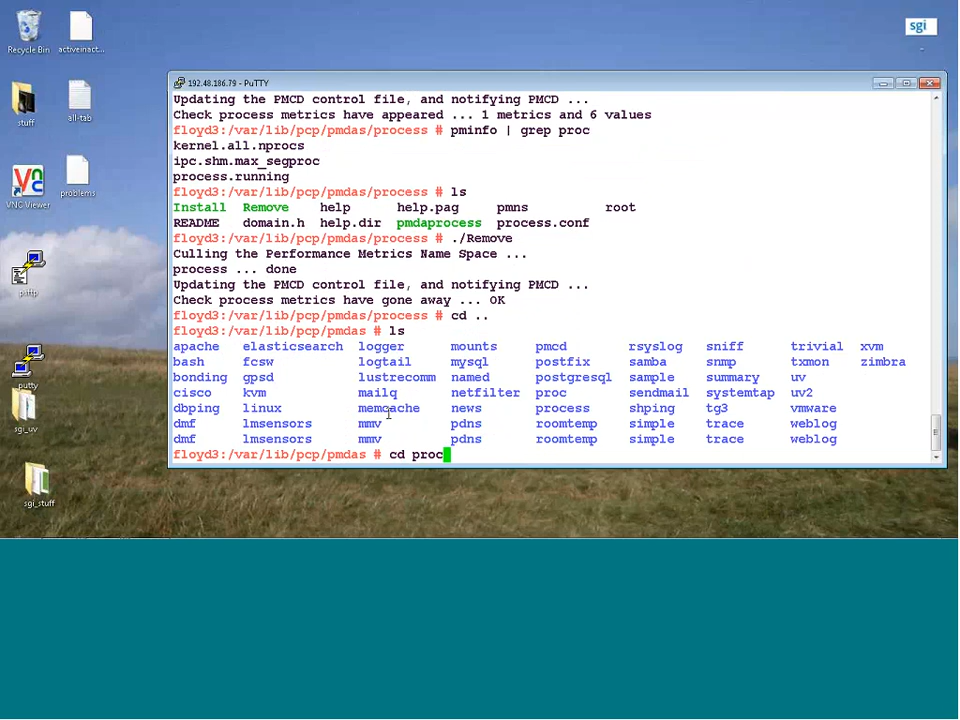 Recycle Bin
activeinact...
sgi
stuff
all-tab
VNC Viewer
problems
putty
sgi_uv
sgi_stuff
192.48.186.79 - PuTTY
Updating the PMCD control file, and notifying PMCD ...
Check process metrics have appeared ... 1 metrics and 6 values
floyd3:/var/lib/pcp/pmdas/process # pminfo | grep proc
kernel.all.nprocs
ipc.shm.max_segproc
process.running
floyd3:/var/lib/pcp/pmdas/process # ls
Install Remove help help.pag pmns root
README domain.h help.dir pmdaprocess process.conf
floyd3:/var/lib/pcp/pmdas/process # ./Remove
Culling the Performance Metrics Name Space ...
process ... done
Updating the PMCD control file, and notifying PMCD ...
Check process metrics have gone away ... OK
floyd3:/var/lib/pcp/pmdas/process # cd ..
floyd3:/var/lib/pcp/pmdas # ls
apache elasticsearch logger mounts pmcd rsyslog sniff trivial xvm
bash fcsw logtail mysql postfix samba snmp txmon zimbra
bonding gpsd lustrecomm named postgresql sample summary uv
cisco kvm mailq netfilter proc sendmail systemtap uv2
dbping linux memcache news process shping tg3 vmware
dmf lmsensors mmv pdns roomtemp simple trace weblog
dmf lmsensors mmv pdns roomtemp simple trace weblog
floyd3:/var/lib/pcp/pmdas # cd proc